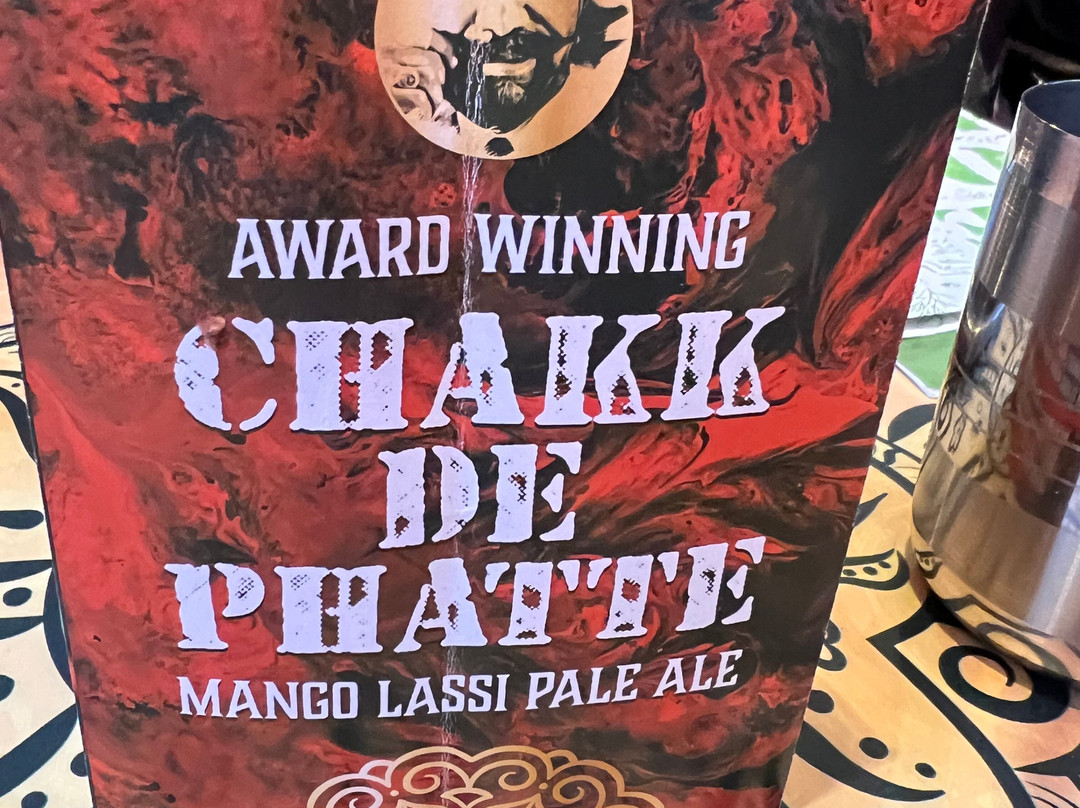 AWARD WINNING
CHAKK
DE
PHATTE
MANGO LASSI PALE ALE